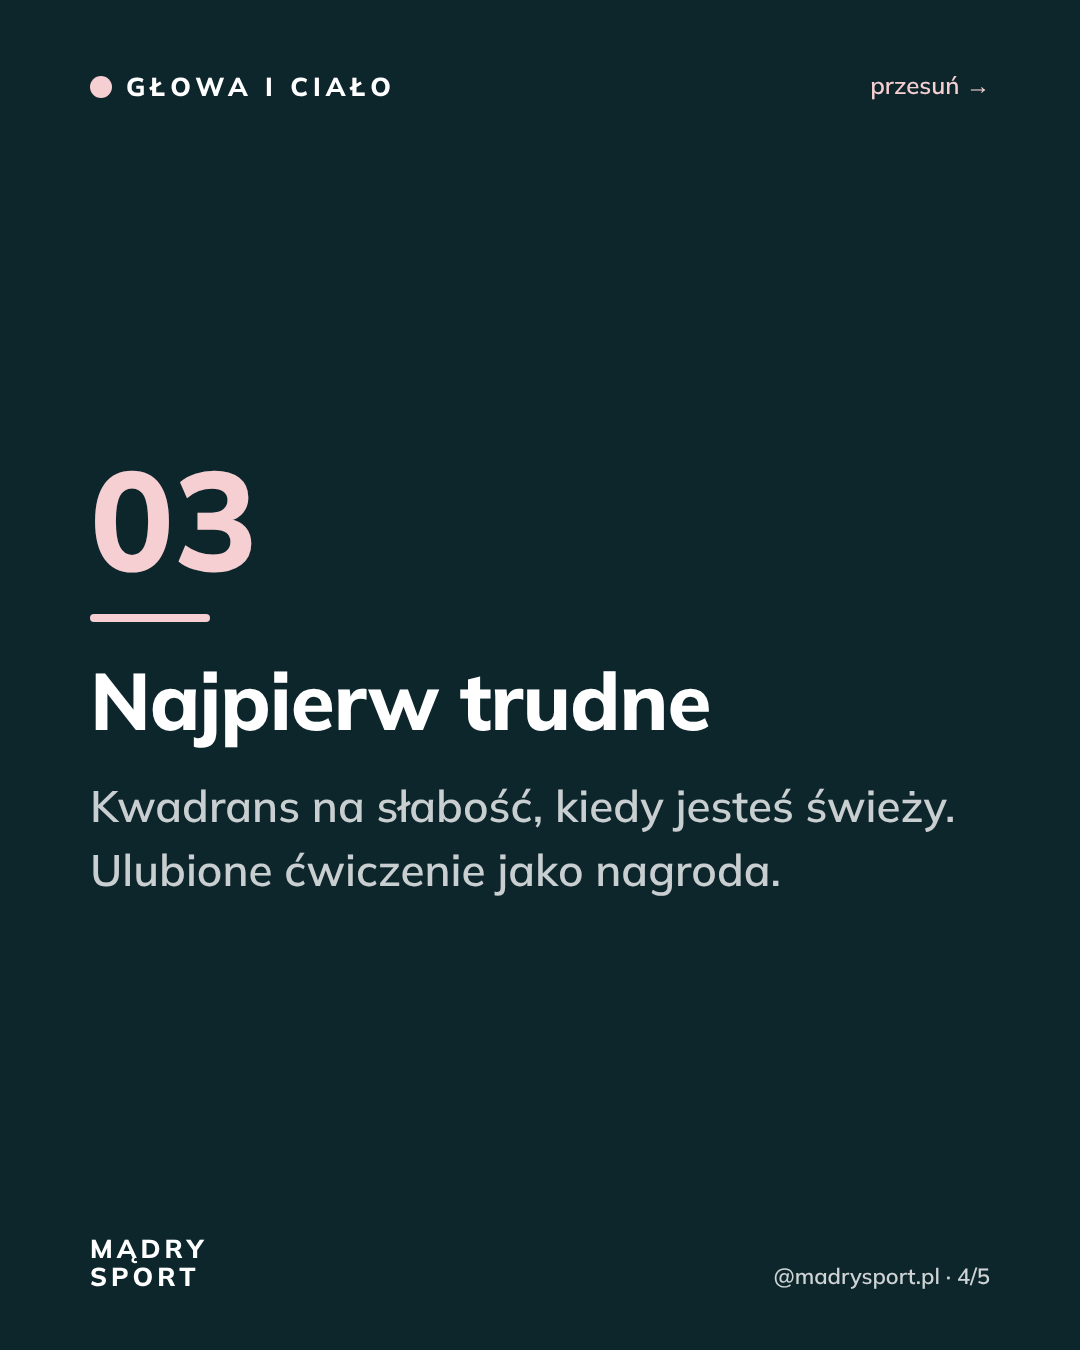 GŁOWA I CIAŁO
przesuń →
03
Najpierw trudne
Kwadrans na słabość, kiedy jesteś świeży.
Ulubione ćwiczenie jako nagroda.
MĄDRY
SPORT
@madrysport.pl · 4/5